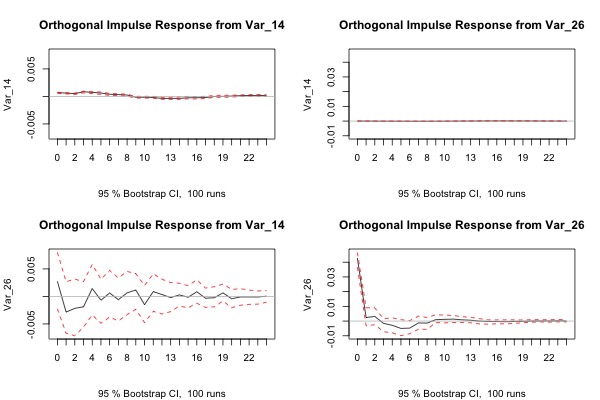 Orthogonal Impulse Response from Var_14
Var_14
0.005
-0.005
0 2 4 6 8 10 13 16 19 22
95 % Bootstrap CI, 100 runs
Orthogonal Impulse Response from Var_26
Var_14
0.03
0.01
-0.01
0 2 4 6 8 10 13 16 19 22
95 % Bootstrap CI, 100 runs
Orthogonal Impulse Response from Var_14
Var_26
0.005
-0.005
0 2 4 6 8 10 13 16 19 22
95 % Bootstrap CI, 100 runs
Orthogonal Impulse Response from Var_26
Var_26
0.03
0.01
-0.01
0 2 4 6 8 10 13 16 19 22
95 % Bootstrap CI, 100 runs